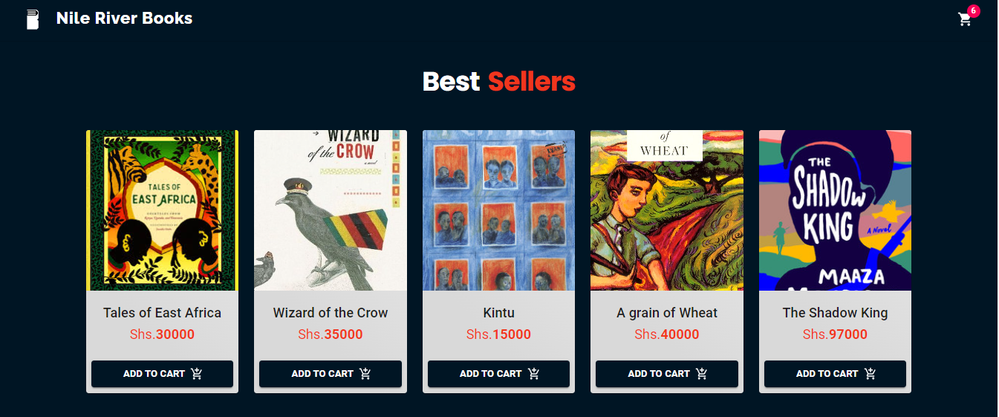 Nile River Books
6
Best Sellers
TALES OF
EAST AFRICA
WIZARD
of the CROW
a novel
of
WHEAT
THE
SHADOW
KING
A Novel
MAAZA
Tales of East Africa
Shs.30000
ADD TO CART
Wizard of the Crow
Shs.35000
ADD TO CART
Kintu
Shs.15000
ADD TO CART
A grain of Wheat
Shs.40000
ADD TO CART
The Shadow King
Shs.97000
ADD TO CART